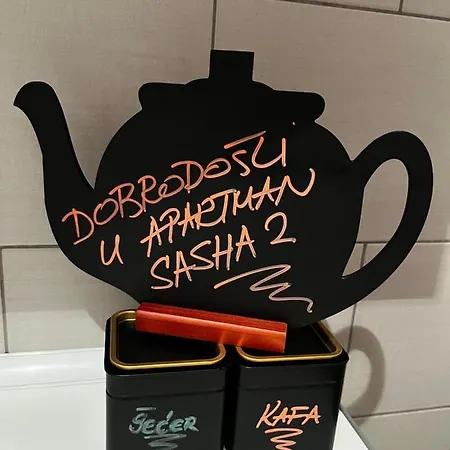 DOBRODOŠLI
U APARTMAN
SASHA 2
ŠEĆER
KAFA